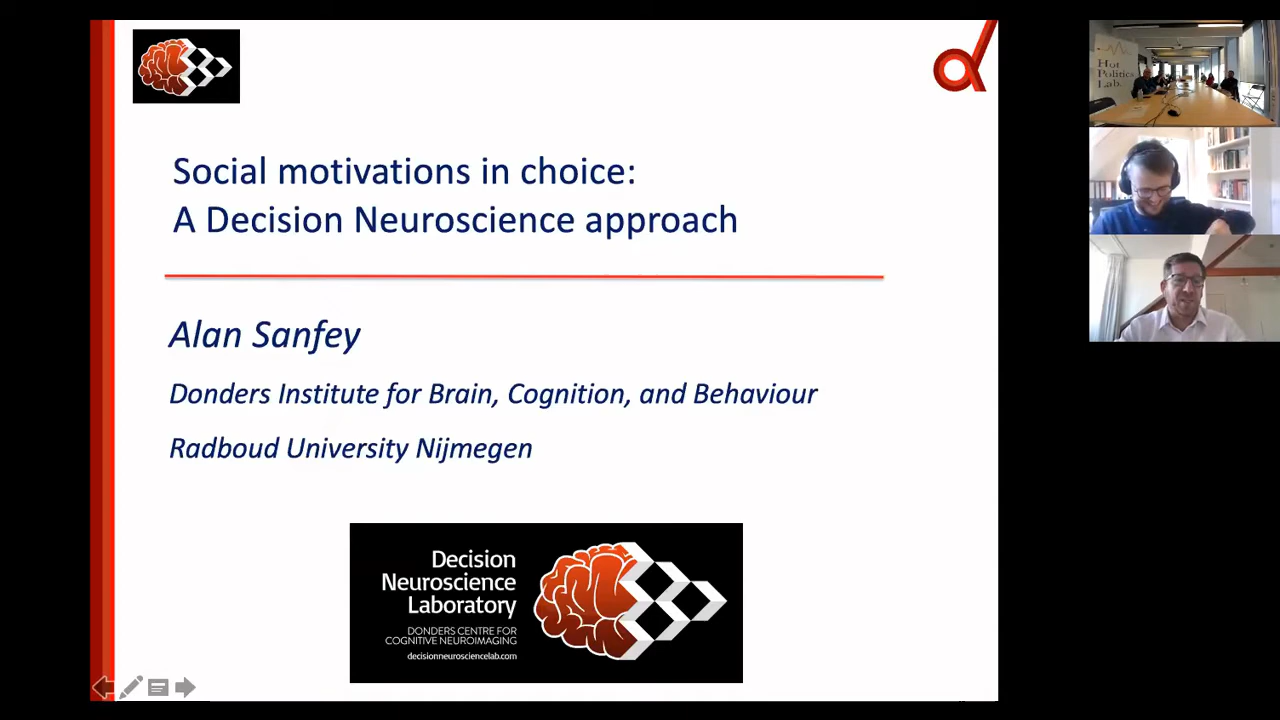 Social motivations in choice:
A Decision Neuroscience approach
Alan Sanfey
Donders Institute for Brain, Cognition, and Behaviour
Radboud University Nijmegen
Decision
Neuroscience
Laboratory
DONDERS CENTRE FOR
COGNITIVE NEUROIMAGING
decisionneurosciencelab.com
Hot
Politics
Lab.